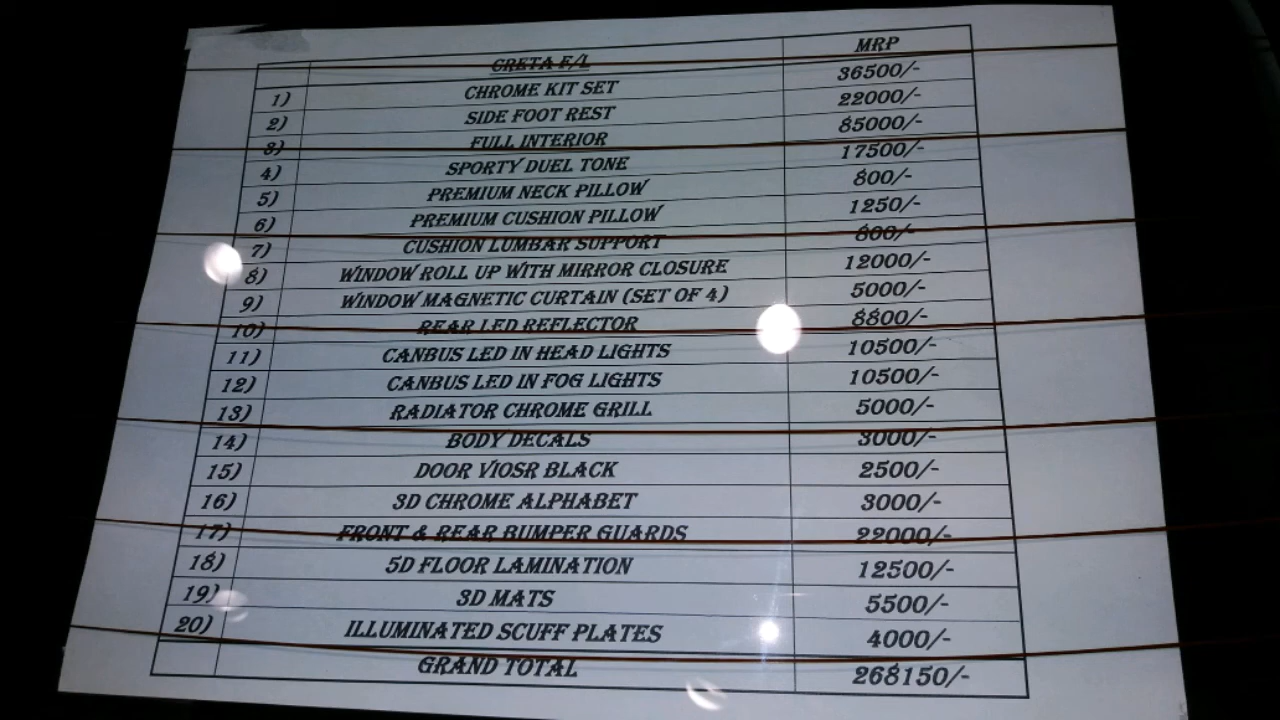 CRETA F/L MRP
1) CHROME KIT SET 36500/-
2) SIDE FOOT REST 22000/-
3) FULL INTERIOR 85000/-
4) SPORTY DUEL TONE 17500/-
5) PREMIUM NECK PILLOW 800/-
6) PREMIUM CUSHION PILLOW 1250/-
7) CUSHION LUMBAR SUPPORT 800/-
8) WINDOW ROLL UP WITH MIRROR CLOSURE 12000/-
9) WINDOW MAGNETIC CURTAIN (SET OF 4) 5000/-
10) REAR LED REFLECTOR 8800/-
11) CANBUS LED IN HEAD LIGHTS 10500/-
12) CANBUS LED IN FOG LIGHTS 10500/-
13) RADIATOR CHROME GRILL 5000/-
14) BODY DECALS 3000/-
15) DOOR VIOSR BLACK 2500/-
16) 3D CHROME ALPHABET 3000/-
17) FRONT & REAR BUMPER GUARDS 22000/-
18) 5D FLOOR LAMINATION 12500/-
19) 3D MATS 5500/-
20) ILLUMINATED SCUFF PLATES 4000/-
GRAND TOTAL 268150/-